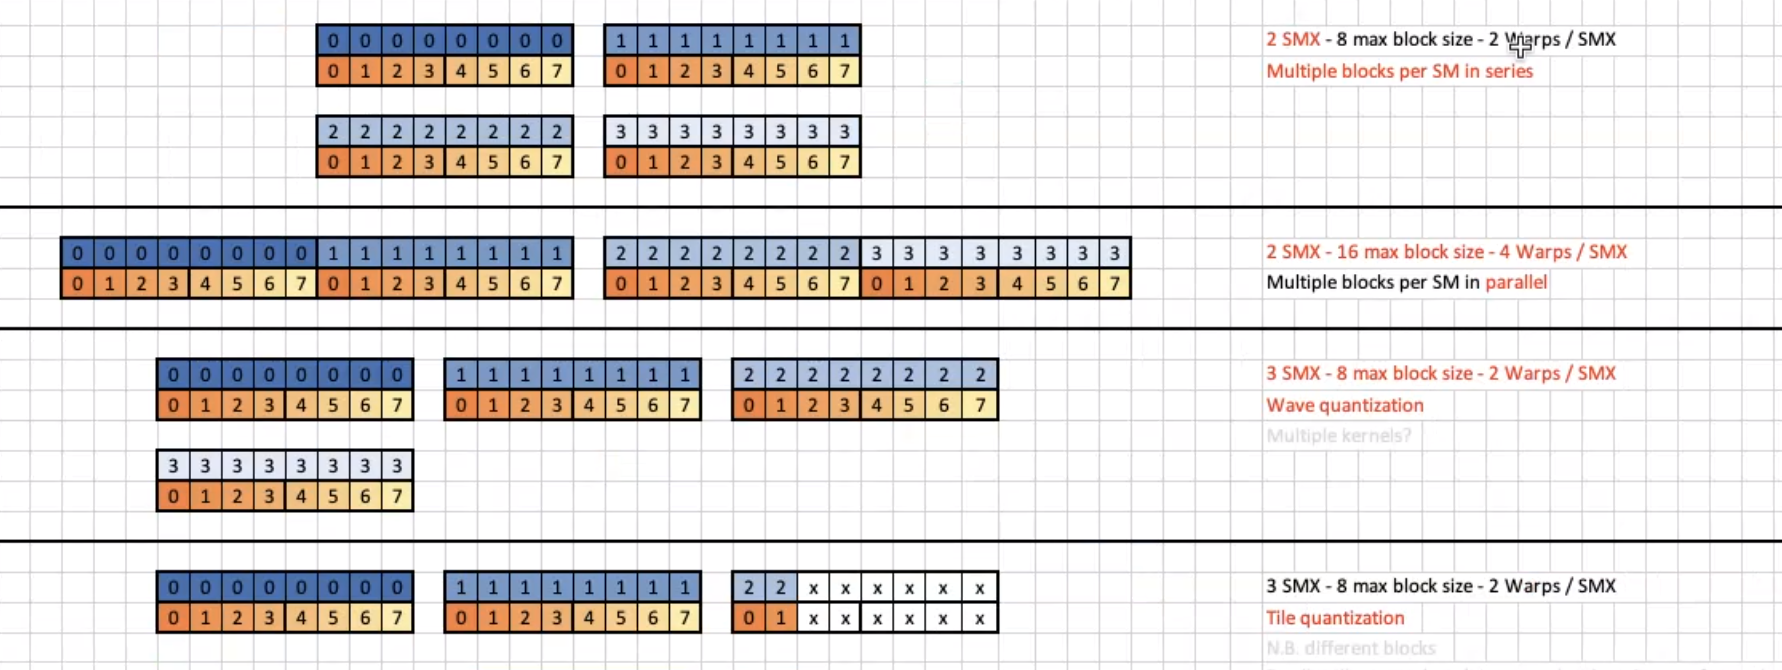 0 0 0 0 0 0 0 0 1 1 1 1 1 1 1 1 2 SMX - 8 max block size - 2 Warps / SMX
0 1 2 3 4 5 6 7 0 1 2 3 4 5 6 7 Multiple blocks per SM in series
2 2 2 2 2 2 2 2 3 3 3 3 3 3 3 3
0 1 2 3 4 5 6 7 0 1 2 3 4 5 6 7
0 0 0 0 0 0 0 0 1 1 1 1 1 1 1 1 2 2 2 2 2 2 2 2 3 3 3 3 3 3 3 3 2 SMX - 16 max block size - 4 Warps / SMX
0 1 2 3 4 5 6 7 0 1 2 3 4 5 6 7 0 1 2 3 4 5 6 7 0 1 2 3 4 5 6 7 Multiple blocks per SM in parallel
0 0 0 0 0 0 0 0 1 1 1 1 1 1 1 1 2 2 2 2 2 2 2 2 3 SMX - 8 max block size - 2 Warps / SMX
0 1 2 3 4 5 6 7 0 1 2 3 4 5 6 7 0 1 2 3 4 5 6 7 Wave quantization
Multiple kernels?
3 3 3 3 3 3 3 3
0 1 2 3 4 5 6 7
0 0 0 0 0 0 0 0 1 1 1 1 1 1 1 1 2 2 x x x x x x 3 SMX - 8 max block size - 2 Warps / SMX
0 1 2 3 4 5 6 7 0 1 2 3 4 5 6 7 0 1 x x x x x x Tile quantization
N.B. different blocks